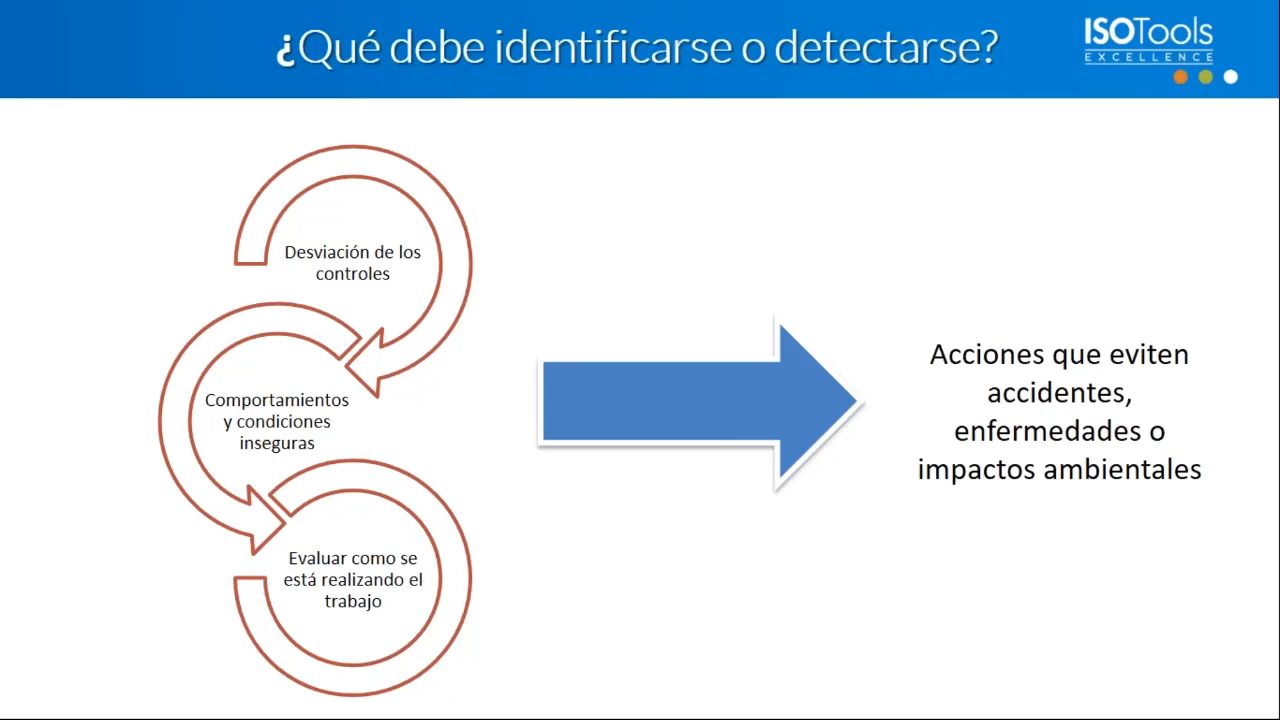 ¿Qué debe identificarse o detectarse?
ISOTools
EXCELLENCE
Desviación de los
controles
Comportamientos
y condiciones
inseguras
Evaluar como se
está realizando el
trabajo
Acciones que eviten
accidentes,
enfermedades o
impactos ambientales